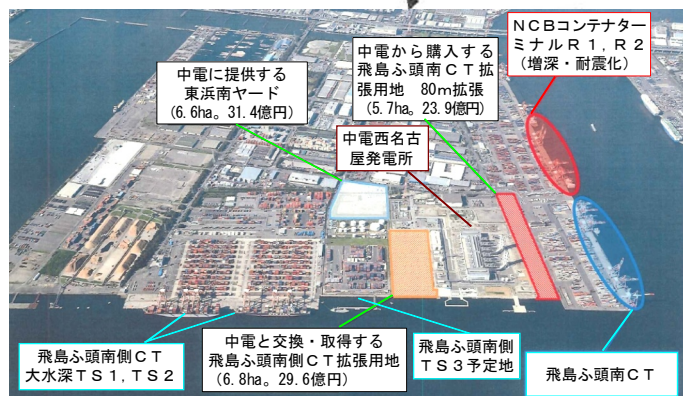 NCBコンテナター
ミナルR1,R2
(増深・耐震化)
中電から購入する
飛島ふ頭南CT拡
張用地 80m拡張
(5.7ha。23.9億円)
中電に提供する
東浜南ヤード
(6.6ha。31.4億円)
中電西名古
屋発電所
飛島ふ頭南側CT
大水深TS1,TS2
中電と交換・取得する
飛島ふ頭南側CT拡張用地
(6.8ha。29.6億円)
飛島ふ頭南側
TS3予定地
飛島ふ頭南CT